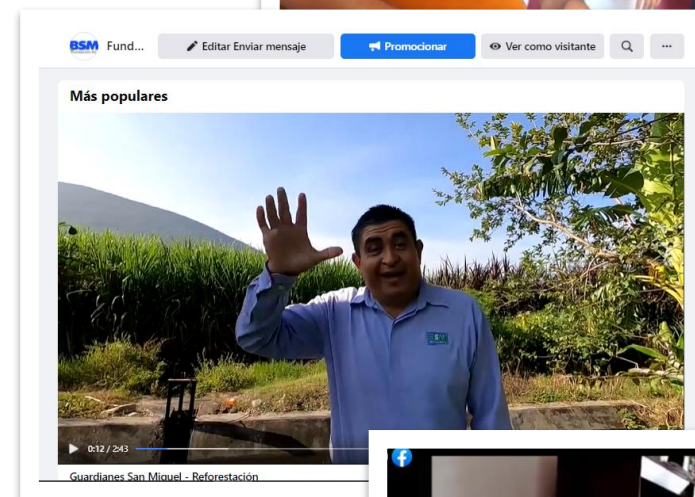 BSM Fund... Editar Enviar mensaje Promocionar Ver como visitante ...
Más populares
0:12 / 2:43
Guardianes San Miguel - Reforestación